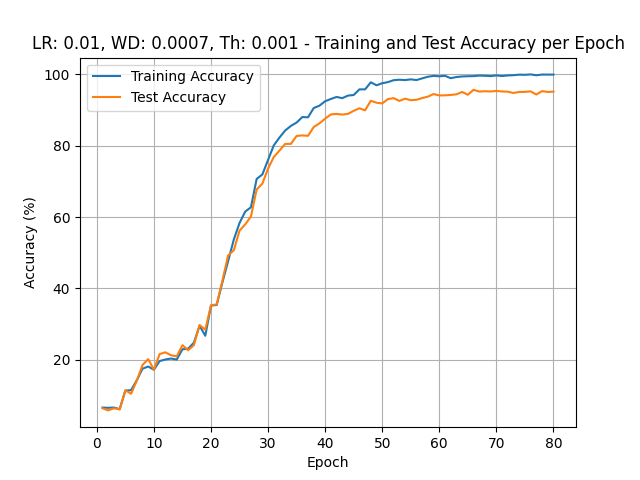 LR: 0.01, WD: 0.0007, Th: 0.001 - Training and Test Accuracy per Epoch
Training Accuracy
Test Accuracy
100
80
60
40
20
Accuracy (%)
0 10 20 30 40 50 60 70 80
Epoch